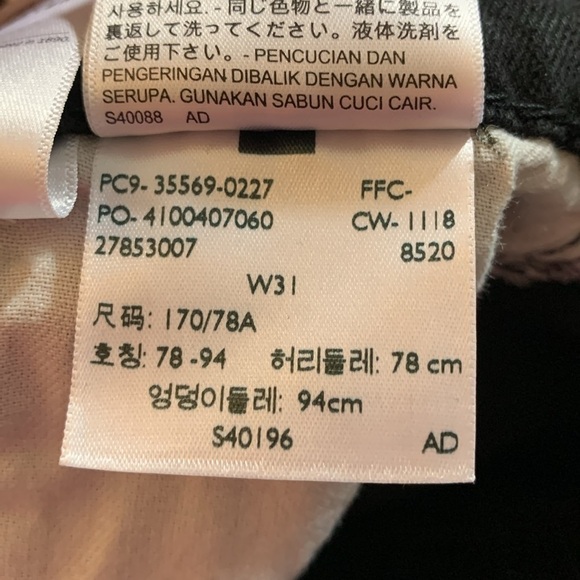 사용하세요. - 同じ色物と一緒に製品を
裏返して洗ってください。液体洗剤を
ご使用下さい。- PENCUCIAN DAN
PENGERINGAN DIBALIK DENGAN WARNA
SERUPA. GUNAKAN SABUN CUCI CAIR.
S40088 AD
PC9- 35569-0227 FFC-
PO- 4100407060 CW- 1118
27853007 8520
W31
尺码: 170/78A
호칭: 78 -94 허리둘레: 78 cm
엉덩이둘레: 94cm
S40196 AD